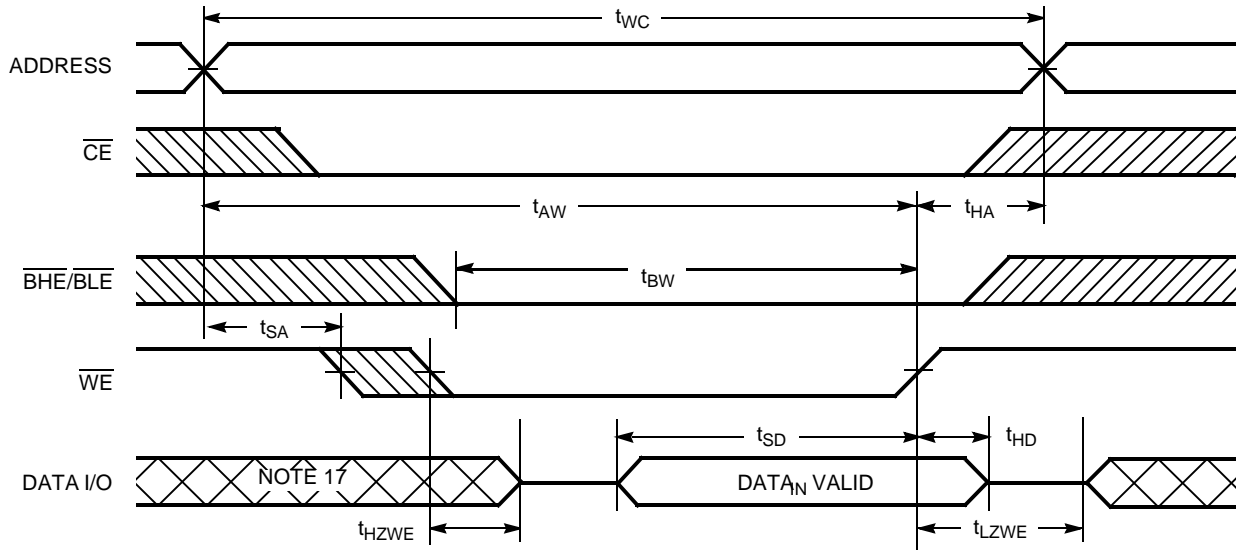 tWC
ADDRESS
CE
tAW
tHA
BHE/BLE
tBW
tSA
WE
tSD
tHD
DATA I/O
NOTE 17
DATAIN VALID
tHZWE
tLZWE